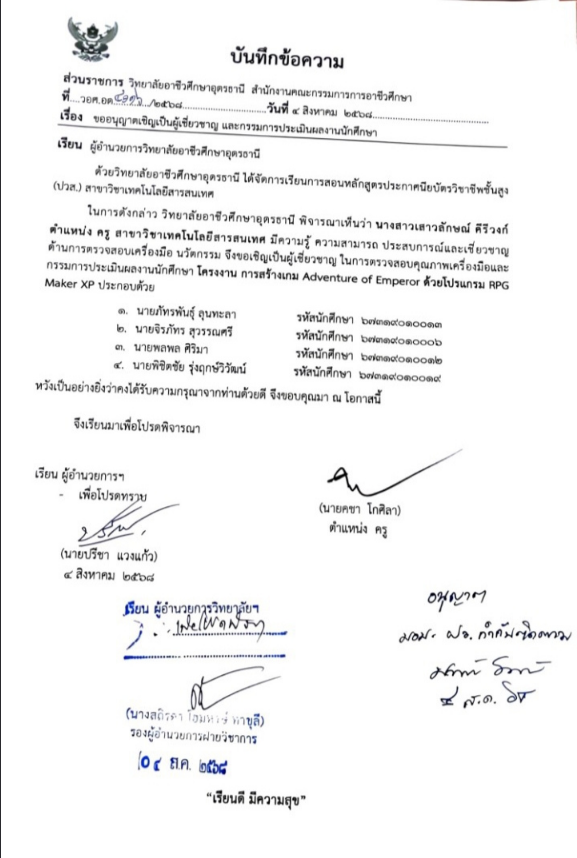 บันทึกข้อความ
ส่วนราชการ วิทยาลัยอาชีวศึกษาอุดรธานี สำนักงานคณะกรรมการการอาชีวศึกษา
ที่....วอศ.อด. /๒๕๖๘ วันที่ ๔ สิงหาคม ๒๕๖๘
เรื่อง ขออนุญาตเชิญเป็นผู้เชี่ยวชาญ และกรรมการประเมินผลงานนักศึกษา
เรียน ผู้อำนวยการวิทยาลัยอาชีวศึกษาอุดรธานี
ด้วยวิทยาลัยอาชีวศึกษาอุดรธานี ได้จัดการเรียนการสอนหลักสูตรประกาศนียบัตรวิชาชีพชั้นสูง
(ปวส.) สาขาวิชาเทคโนโลยีสารสนเทศ
ในการดังกล่าว วิทยาลัยอาชีวศึกษาอุดรธานี พิจารณาเห็นว่า นางสาวเสาวลักษณ์ คีรีวงก์
ตำแหน่ง ครู สาขาวิชาเทคโนโลยีสารสนเทศ มีความรู้ ความสามารถ ประสบการณ์และเชี่ยวชาญ
ด้านการตรวจสอบเครื่องมือ นวัตกรรม จึงขอเชิญเป็นผู้เชี่ยวชาญ ในการตรวจสอบคุณภาพเครื่องมือและ
กรรมการประเมินผลงานนักศึกษา โครงงาน การสร้างเกม Adventure of Emperor ด้วยโปรแกรม RPG
Maker XP ประกอบด้วย
๑. นายภัทรพันธุ์ ลุนทะลา รหัสนักศึกษา ๖๗๓๑๙๐๑๐๐๑๓
๒. นายจิรภัทร สุวรรณศรี รหัสนักศึกษา ๖๗๓๑๙๐๑๐๐๐๖
๓. นายพลพล ศิริมา รหัสนักศึกษา ๖๗๓๑๙๐๑๐๐๑๒
๔. นายพิชิตชัย รุ่งฤกษ์วิวัฒน์ รหัสนักศึกษา ๖๗๓๑๙๐๑๐๐๑๙
หวังเป็นอย่างยิ่งว่าคงได้รับความกรุณาจากท่านด้วยดี จึงขอบคุณมา ณ โอกาสนี้
จึงเรียนมาเพื่อโปรดพิจารณา
เรียน ผู้อำนวยการฯ
- เพื่อโปรดทราบ
(นายคชา โกศิลา)
ตำแหน่ง ครู
(นายปรีชา แวงแก้ว)
๔ สิงหาคม ๒๕๖๘
เรียน ผู้อำนวยการวิทยาลัยฯ
อนุญาต
รองผู้อำนวยการฝ่ายวิชาการ
๐๔ ส.ค. ๒๕๖๘
"เรียนดี มีความสุข"